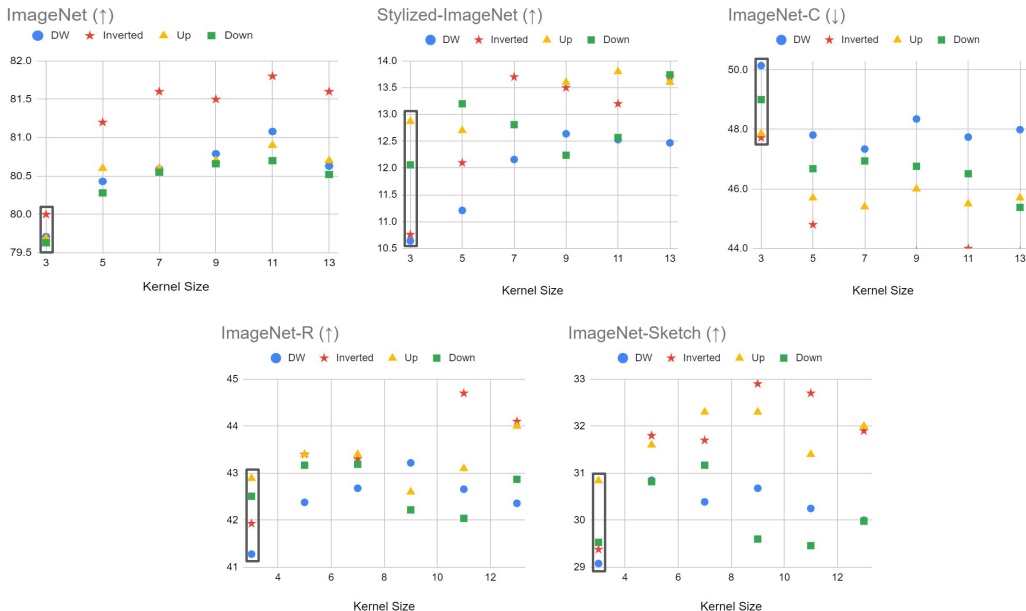 ImageNet (↑)
DW Inverted Up Down
82.0
81.5
81.0
80.5
80.0
79.5
3 5 7 9 11 13
Kernel Size
Stylized-ImageNet (↑)
DW Inverted Up Down
14.0
13.5
13.0
12.5
12.0
11.5
11.0
10.5
3 5 7 9 11 13
Kernel Size
ImageNet-C (↓)
DW Inverted Up Down
50.0
48.0
46.0
44.0
3 5 7 9 11 13
Kernel Size
ImageNet-R (↑)
DW Inverted Up Down
45
44
43
42
41
4 6 8 10 12
Kernel Size
ImageNet-Sketch (↑)
DW Inverted Up Down
33
32
31
30
29
4 6 8 10 12
Kernel Size